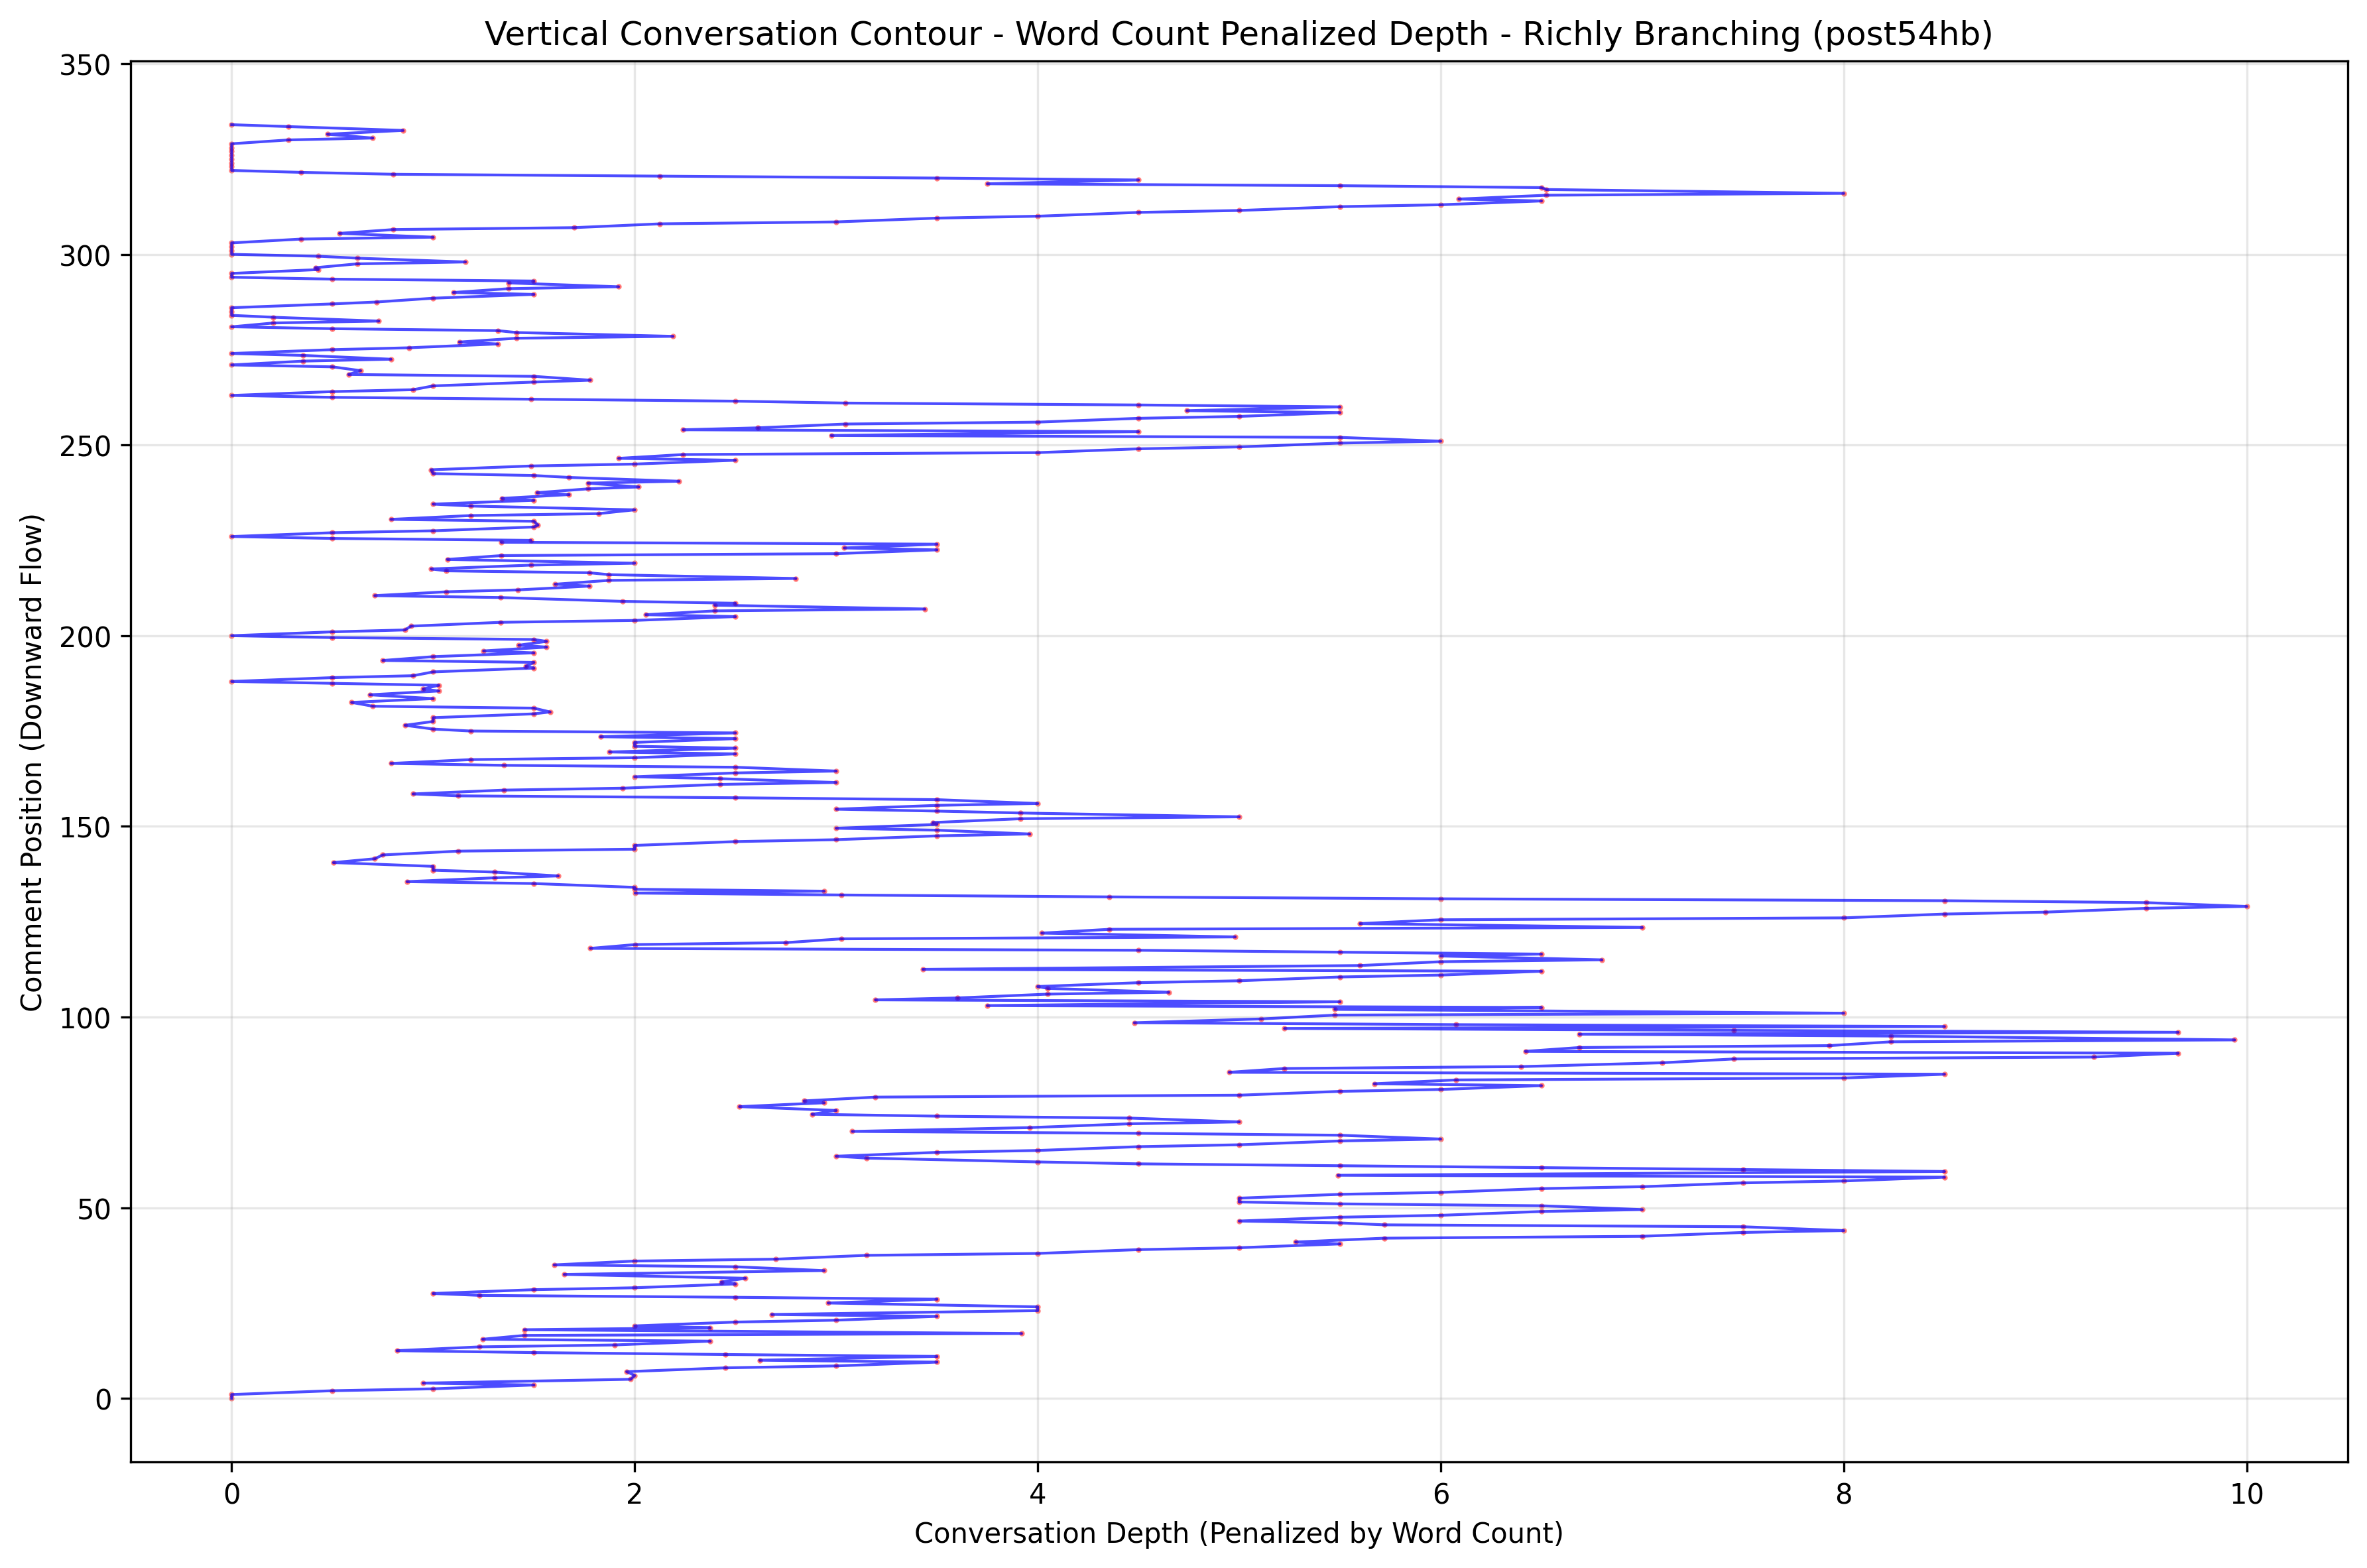 Vertical Conversation Contour - Word Count Penalized Depth - Richly Branching (post54hb)
350
300
250
200
150
100
50
0
Comment Position (Downward Flow)
0 2 4 6 8 10
Conversation Depth (Penalized by Word Count)